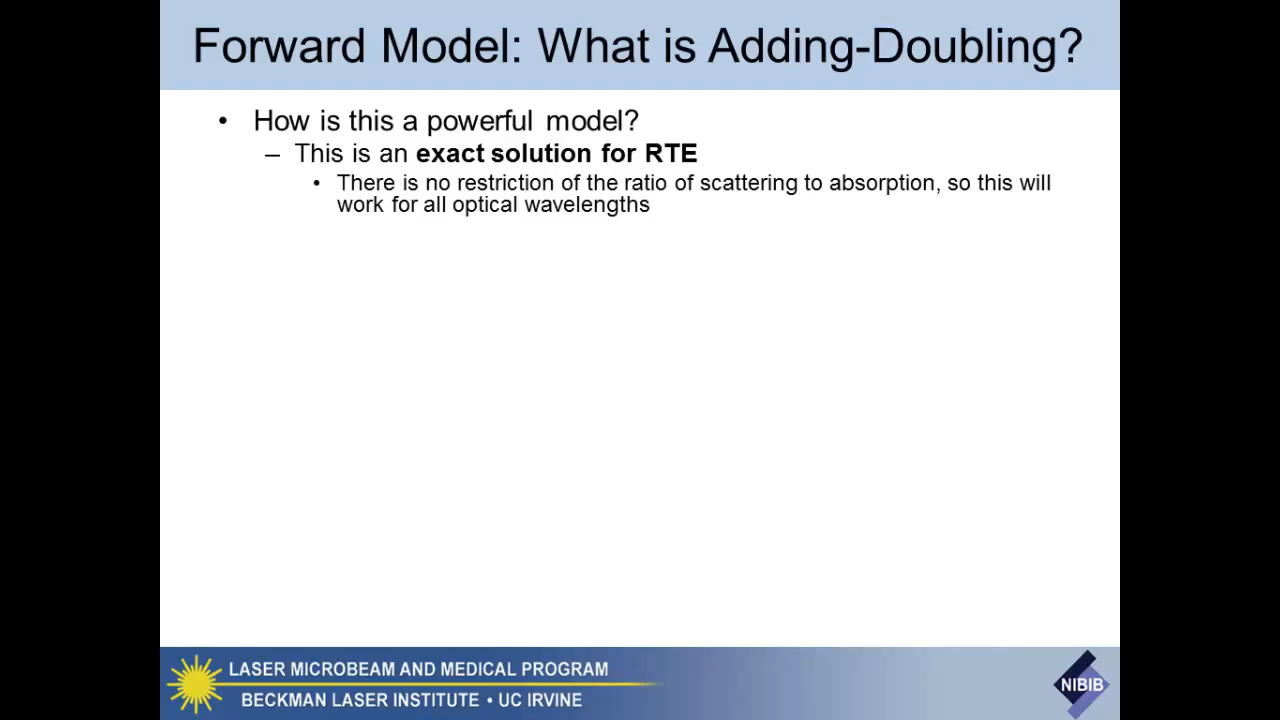 Forward Model: What is Adding-Doubling?
• How is this a powerful model?
– This is an exact solution for RTE
• There is no restriction of the ratio of scattering to absorption, so this will
work for all optical wavelengths
LASER MICROBEAM AND MEDICAL PROGRAM
BECKMAN LASER INSTITUTE • UC IRVINE
NIBIB